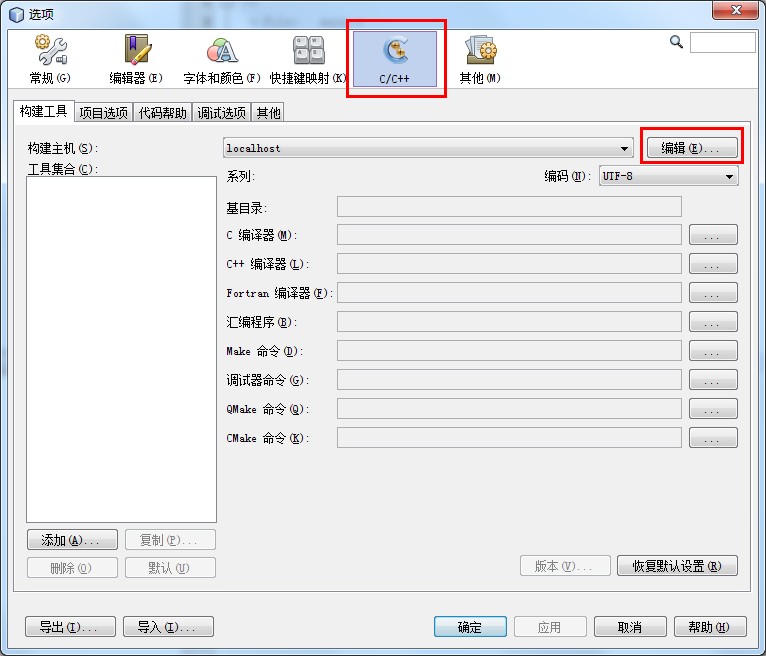 选项
常规(G) 编辑器(E) 字体和颜色(F) 快捷键映射(K) C/C++ 其他(M)
构建工具 项目选项 代码帮助 调试选项 其他
构建主机(S): localhost 编辑(E)...
工具集合(C):
系列: 编码(N): UTF-8
基目录:
C 编译器(M): ...
C++ 编译器(L): ...
Fortran 编译器(F): ...
汇编程序(B): ...
Make 命令(D): ...
调试器命令(G): ...
QMake 命令(Q): ...
CMake 命令(K): ...
添加(A)... 复制(P)...
删除(O) 默认(U) 版本(V)... 恢复默认设置(R)
导出(I)... 导入(I)... 确定 应用 取消 帮助(H)